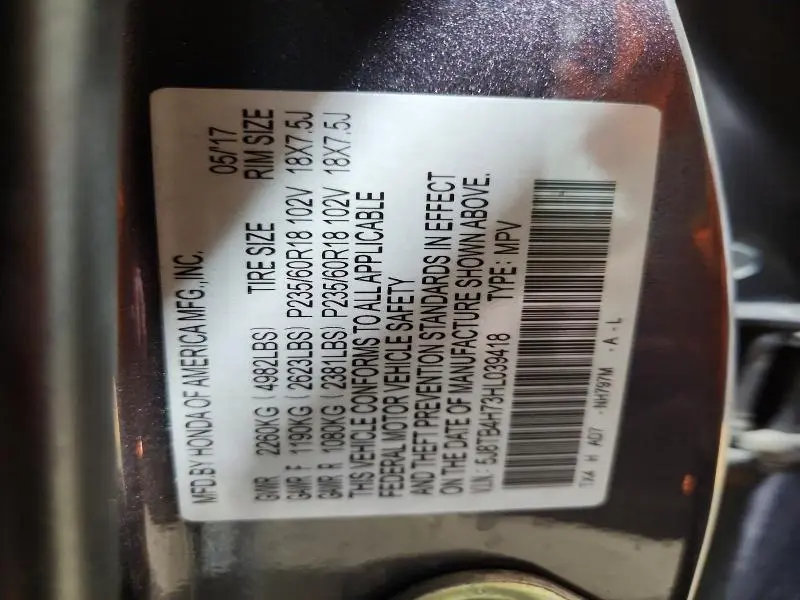 MFD.BY HONDA OF AMERICA MFG.,INC. 05/'17
GVWR 2260KG (4982LBS) TIRE SIZE RIM SIZE
GAWR F 1190KG (2623LBS) P235/60R18 102V 18X7.5J
GAWR R 1080KG (2381LBS) P235/60R18 102V 18X7.5J
THIS VEHICLE CONFORMS TO ALL APPLICABLE
FEDERAL MOTOR VEHICLE SAFETY
AND THEFT PREVENTION STANDARDS IN EFFECT
ON THE DATE OF MANUFACTURE SHOWN ABOVE.
V.I.N.: 5J8TB4H73HL039418 TYPE: MPV
TX4 H A07 -NH797M -A-L